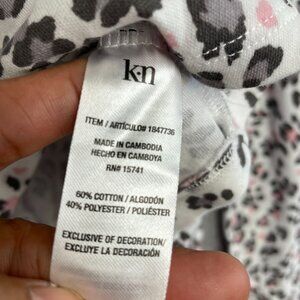 k·n
ITEM / ARTÍCULO# 1847736
MADE IN CAMBODIA
HECHO EN CAMBOYA
RN# 15741
60% COTTON / ALGODÓN
40% POLYESTER / POLIÉSTER
EXCLUSIVE OF DECORATION/
EXCLUYE LA DECORACIÓN